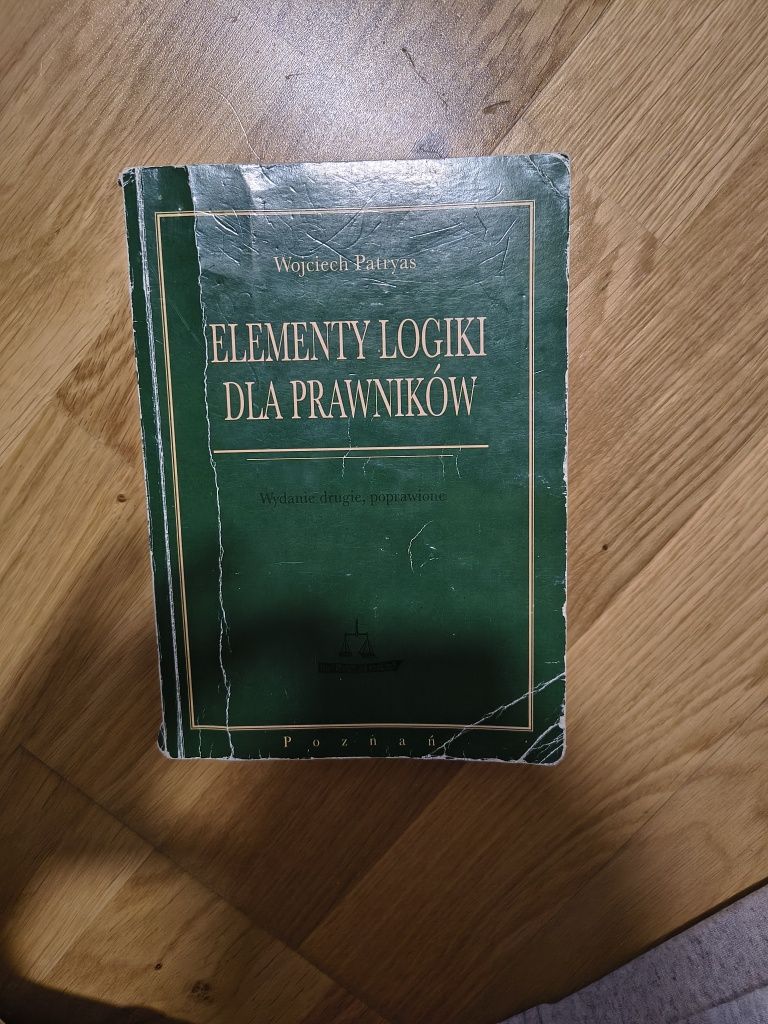 Wojciech Patryas
ELEMENTY LOGIKI
DLA PRAWNIKÓW
Wydanie drugie, poprawione
Poznań